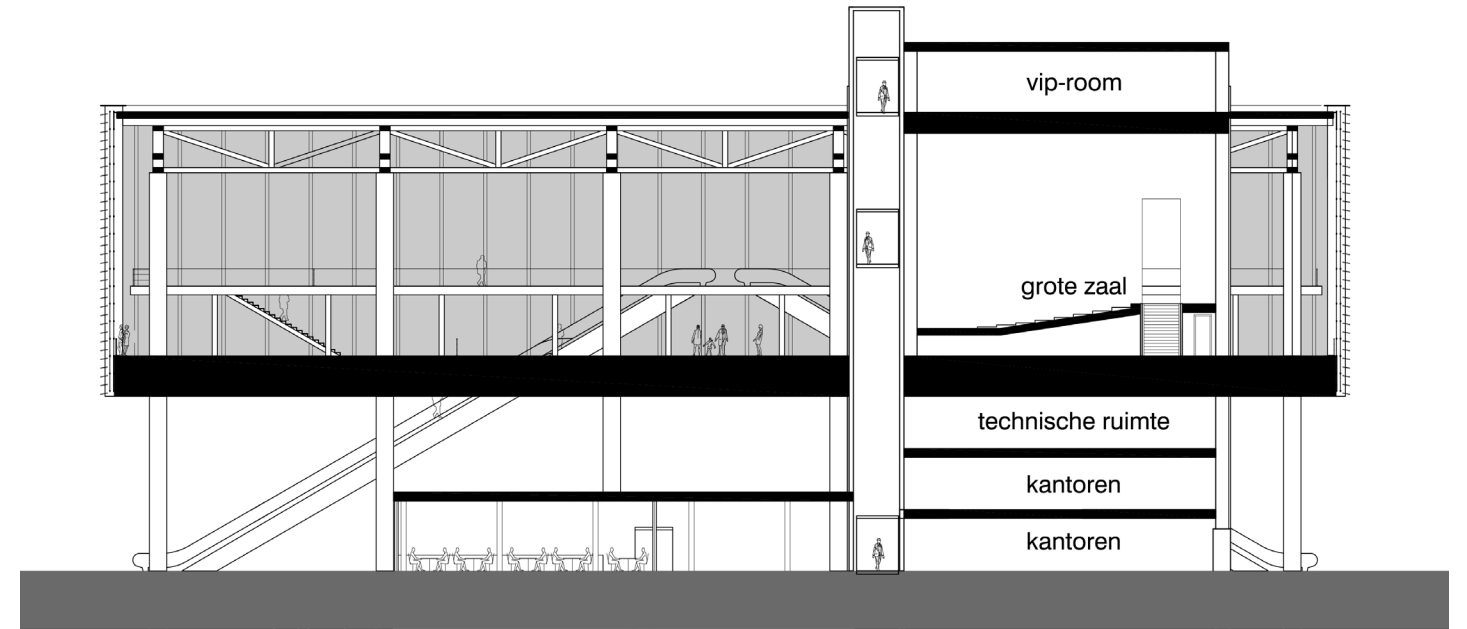 vip-room
grote zaal
technische ruimte
kantoren
kantoren